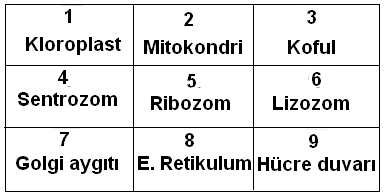 1 2 3
Kloroplast Mitokondri Koful
4 5 6
Sentrozom Ribozom Lizozom
7 8 9
Golgi aygıtı E. Retikulum Hücre duvarı